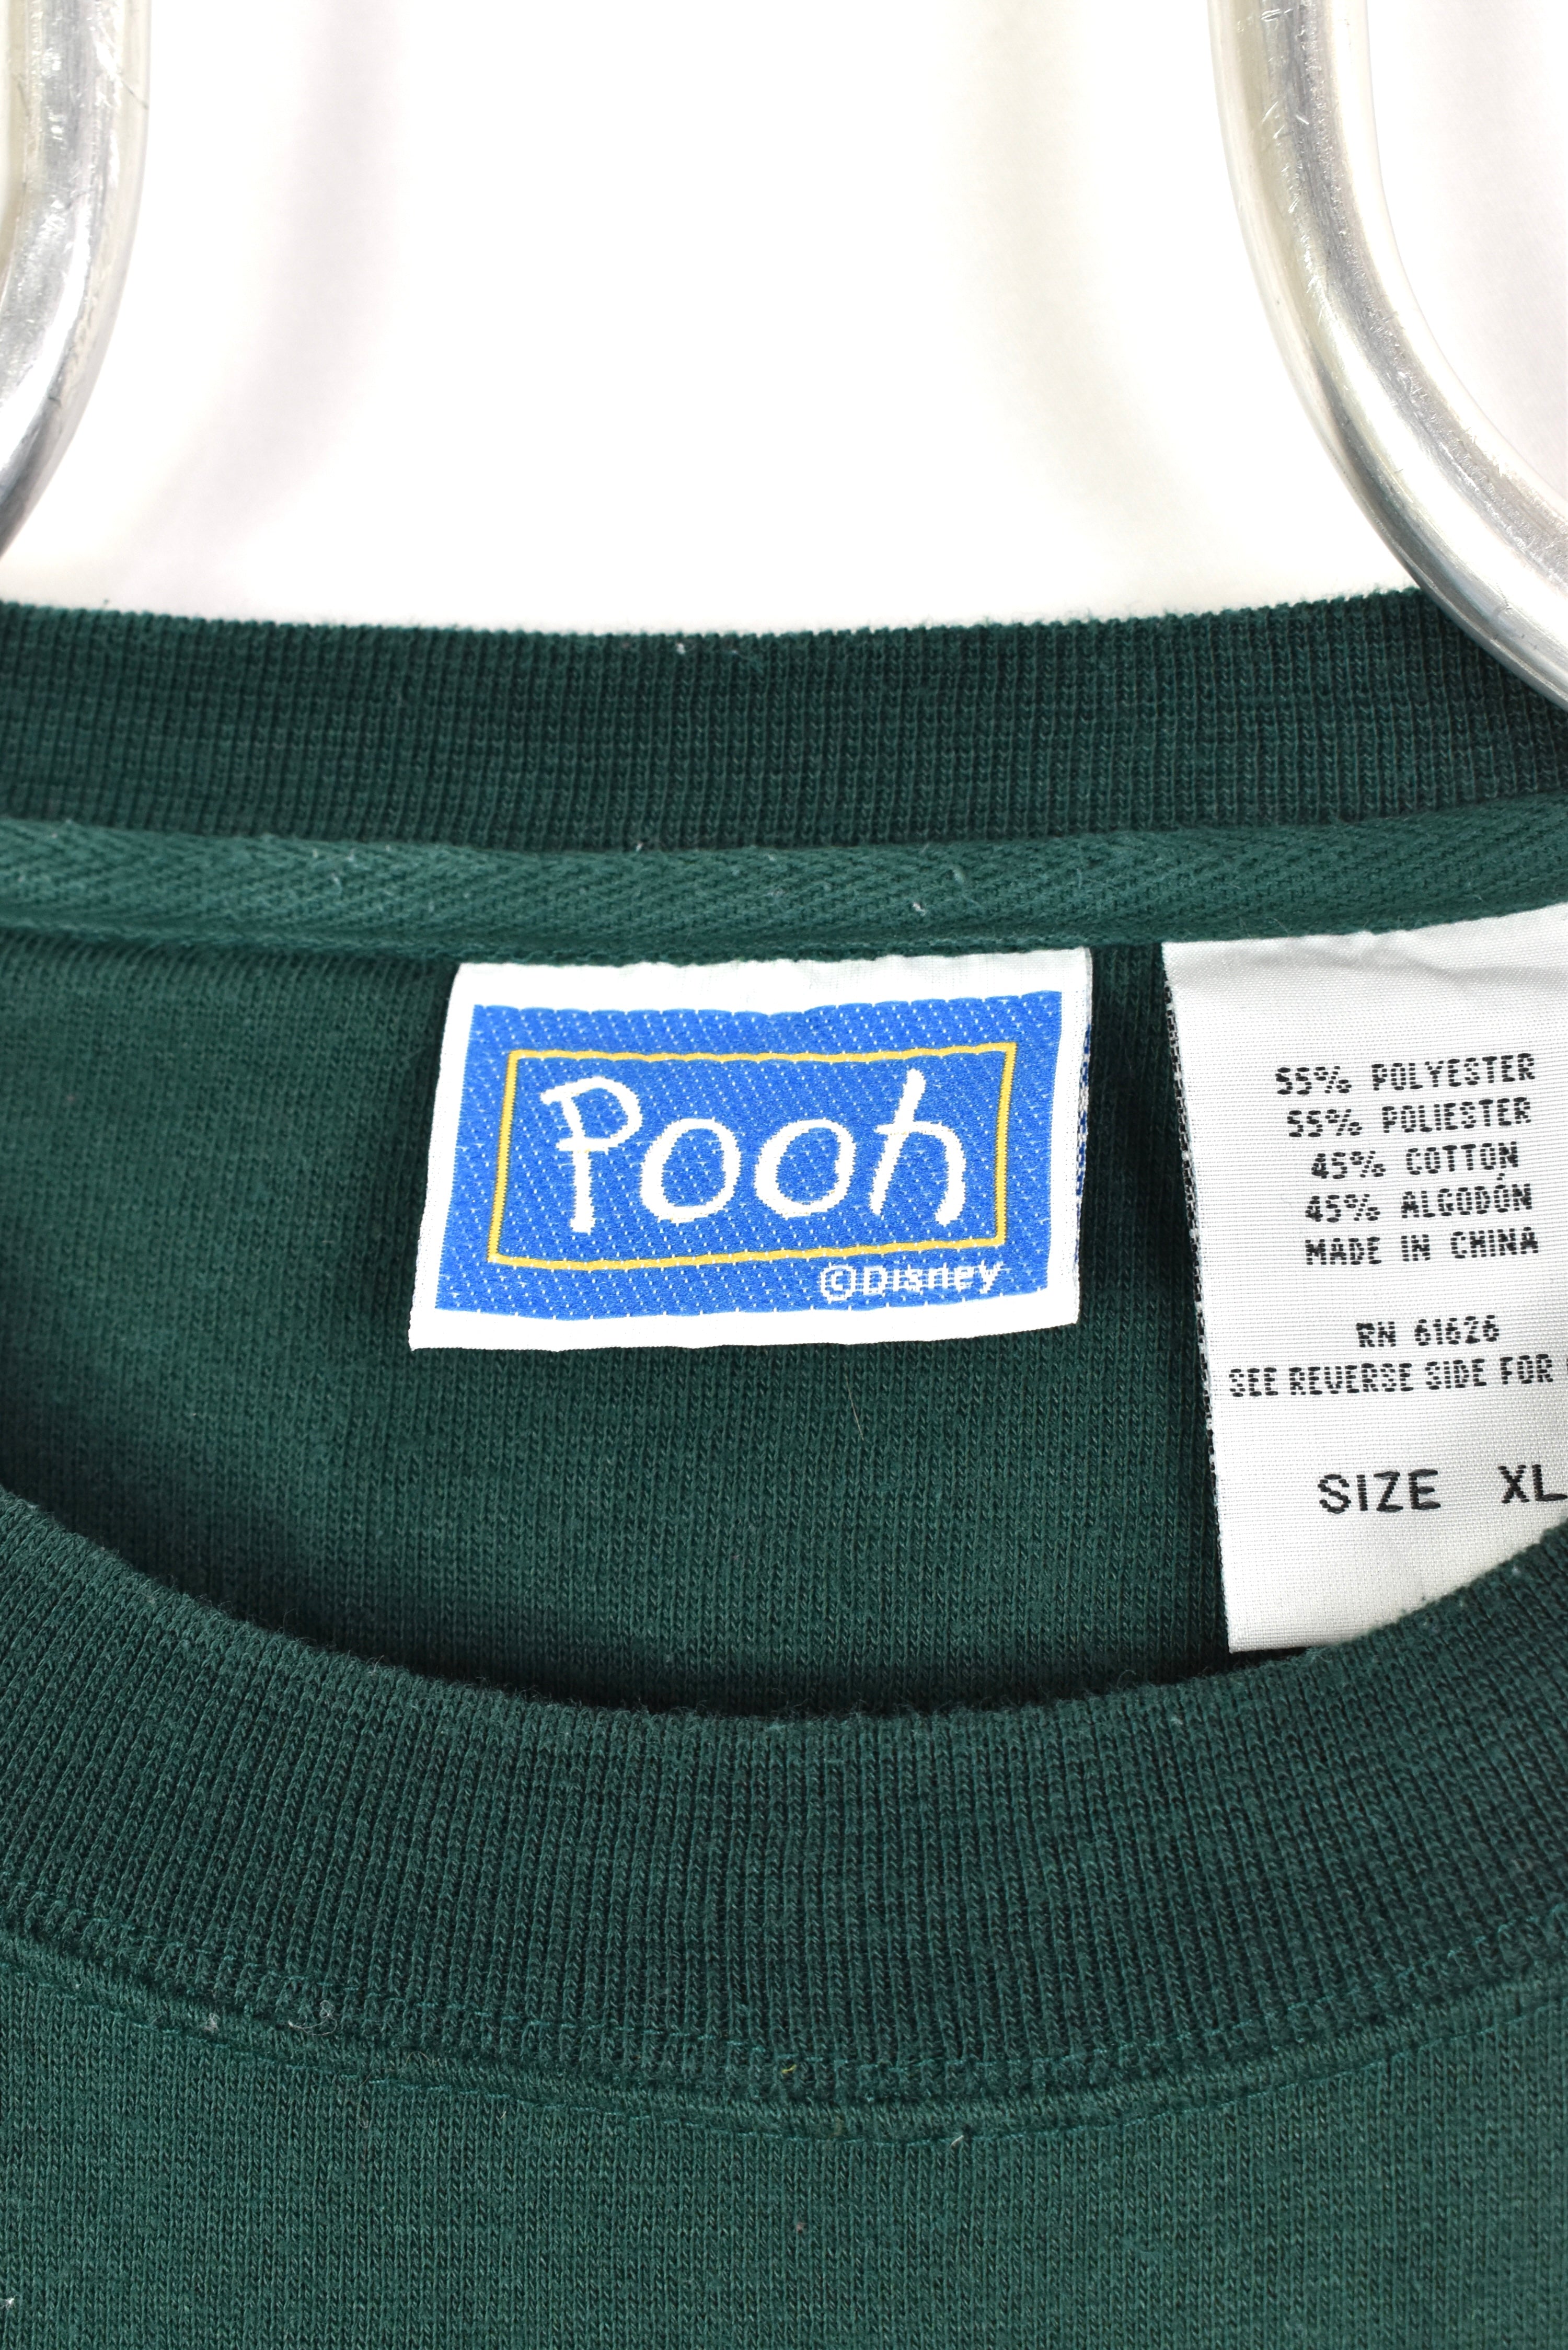 Pooh
©Disney
55% POLYESTER
55% POLIESTER
45% COTTON
45% ALGODÓN
MADE IN CHINA
RN 61626
SEE REVERSE SIDE FOR
SIZE XL